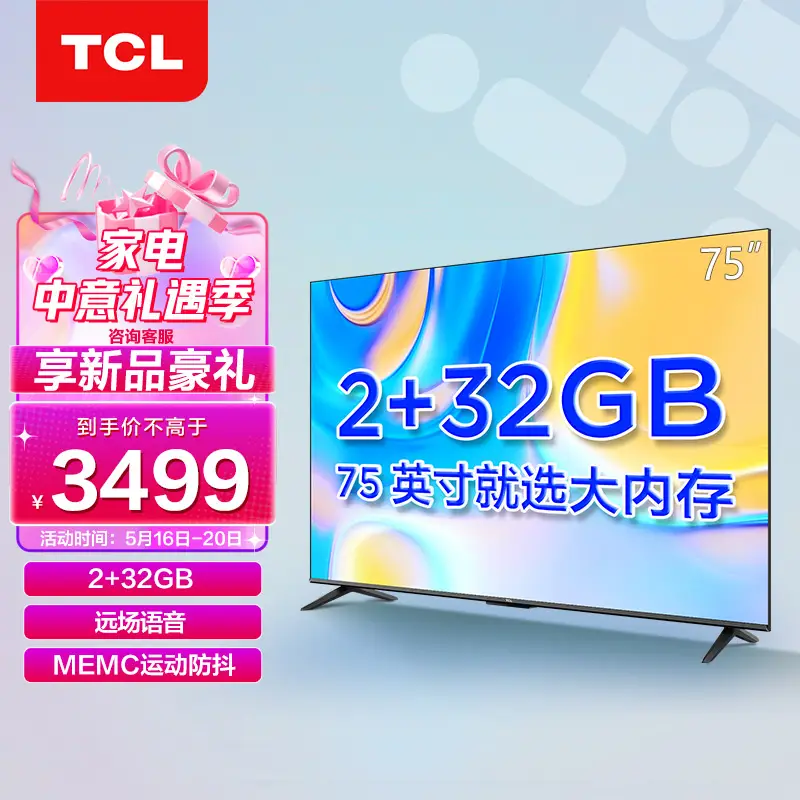 TCL
家电
中意礼遇季
咨询客服
享新品豪礼
到手价不高于
¥3499
活动时间：5月16日-20日
2+32GB
远场语音
MEMC运动防抖
75”
2+32GB
75英寸就选大内存
TCL